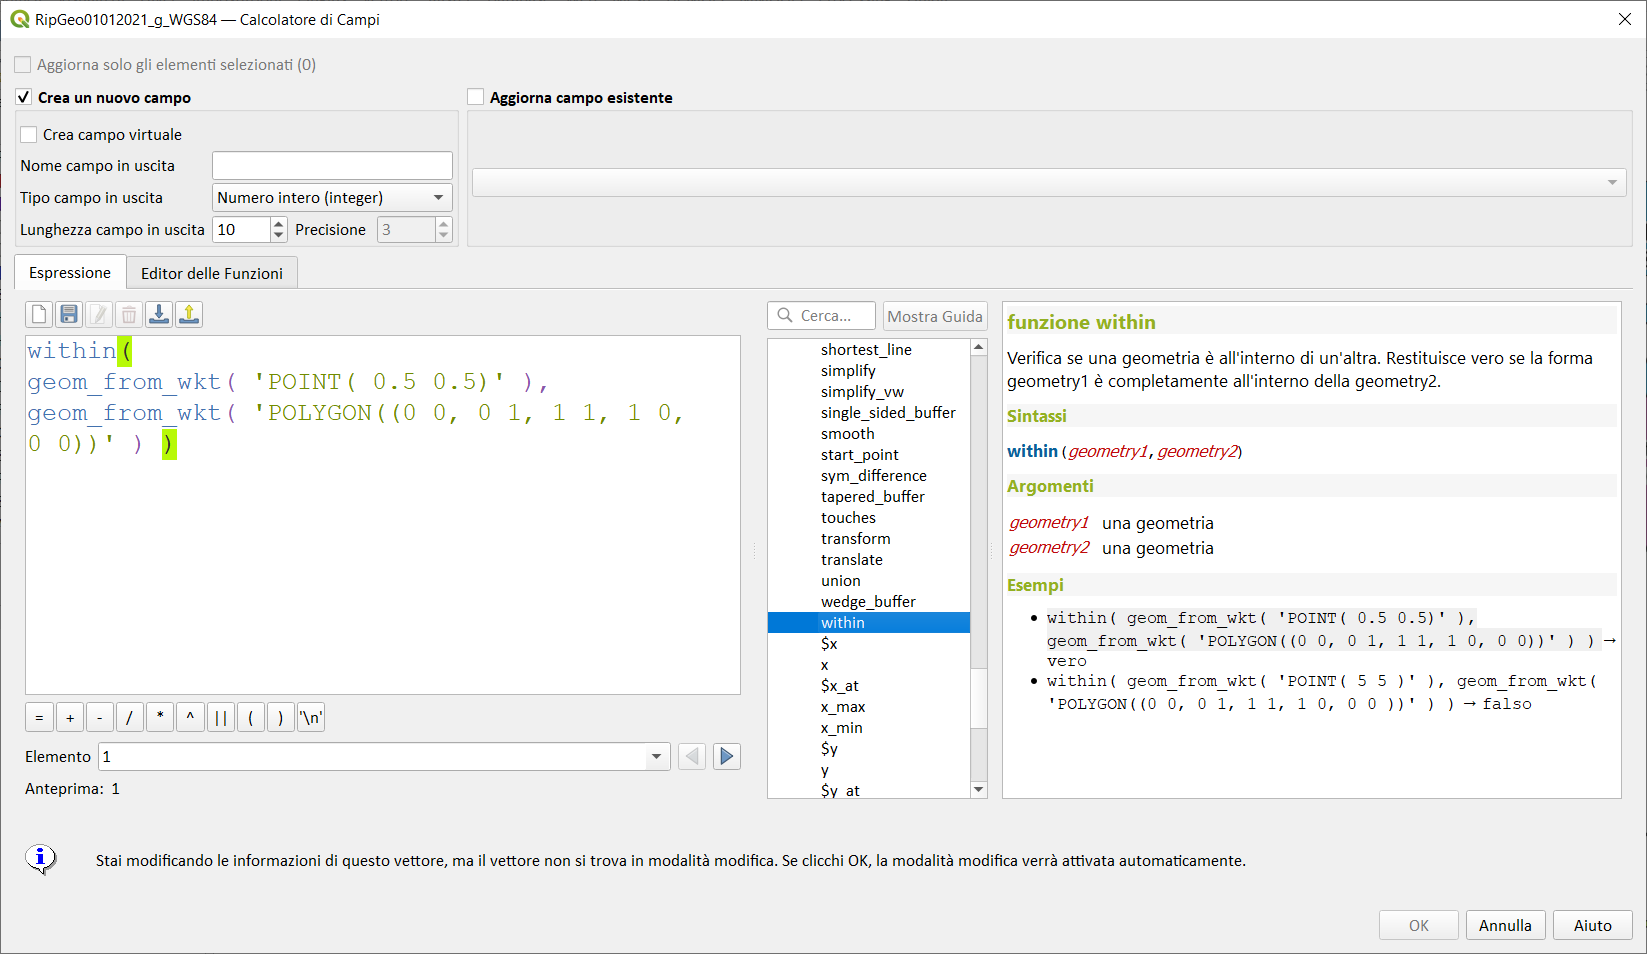 RipGeo01012021_g_WGS84 — Calcolatore di Campi
Aggiorna solo gli elementi selezionati (0)
Crea un nuovo campo
Aggiorna campo esistente
Crea campo virtuale
Nome campo in uscita
Tipo campo in uscita Numero intero (integer)
Lunghezza campo in uscita 10 Precisione 3
Espressione Editor delle Funzioni
within(
geom_from_wkt( 'POINT( 0.5 0.5)' ),
geom_from_wkt( 'POLYGON((0 0, 0 1, 1 1, 1 0,
0 0))' ) )
= + - / * ^ || ( ) '\n'
Elemento 1
Anteprima: 1
Cerca... Mostra Guida
shortest_line
simplify
simplify_vw
single_sided_buffer
smooth
start_point
sym_difference
tapered_buffer
touches
transform
translate
union
wedge_buffer
within
$x
x
$x_at
x_max
x_min
$y
y
$y_at
funzione within
Verifica se una geometria è all'interno di un'altra. Restituisce vero se la forma
geometry1 è completamente all'interno della geometry2.
Sintassi
within (geometry1, geometry2)
Argomenti
geometry1 una geometria
geometry2 una geometria
Esempi
• within( geom_from_wkt( 'POINT( 0.5 0.5)' ),
geom_from_wkt( 'POLYGON((0 0, 0 1, 1 1, 1 0, 0 0))' ) ) →
vero
• within( geom_from_wkt( 'POINT( 5 5 )' ), geom_from_wkt(
'POLYGON((0 0, 0 1, 1 1, 1 0, 0 0 ))' ) ) → falso
Stai modificando le informazioni di questo vettore, ma il vettore non si trova in modalità modifica. Se clicchi OK, la modalità modifica verrà attivata automaticamente.
OK Annulla Aiuto